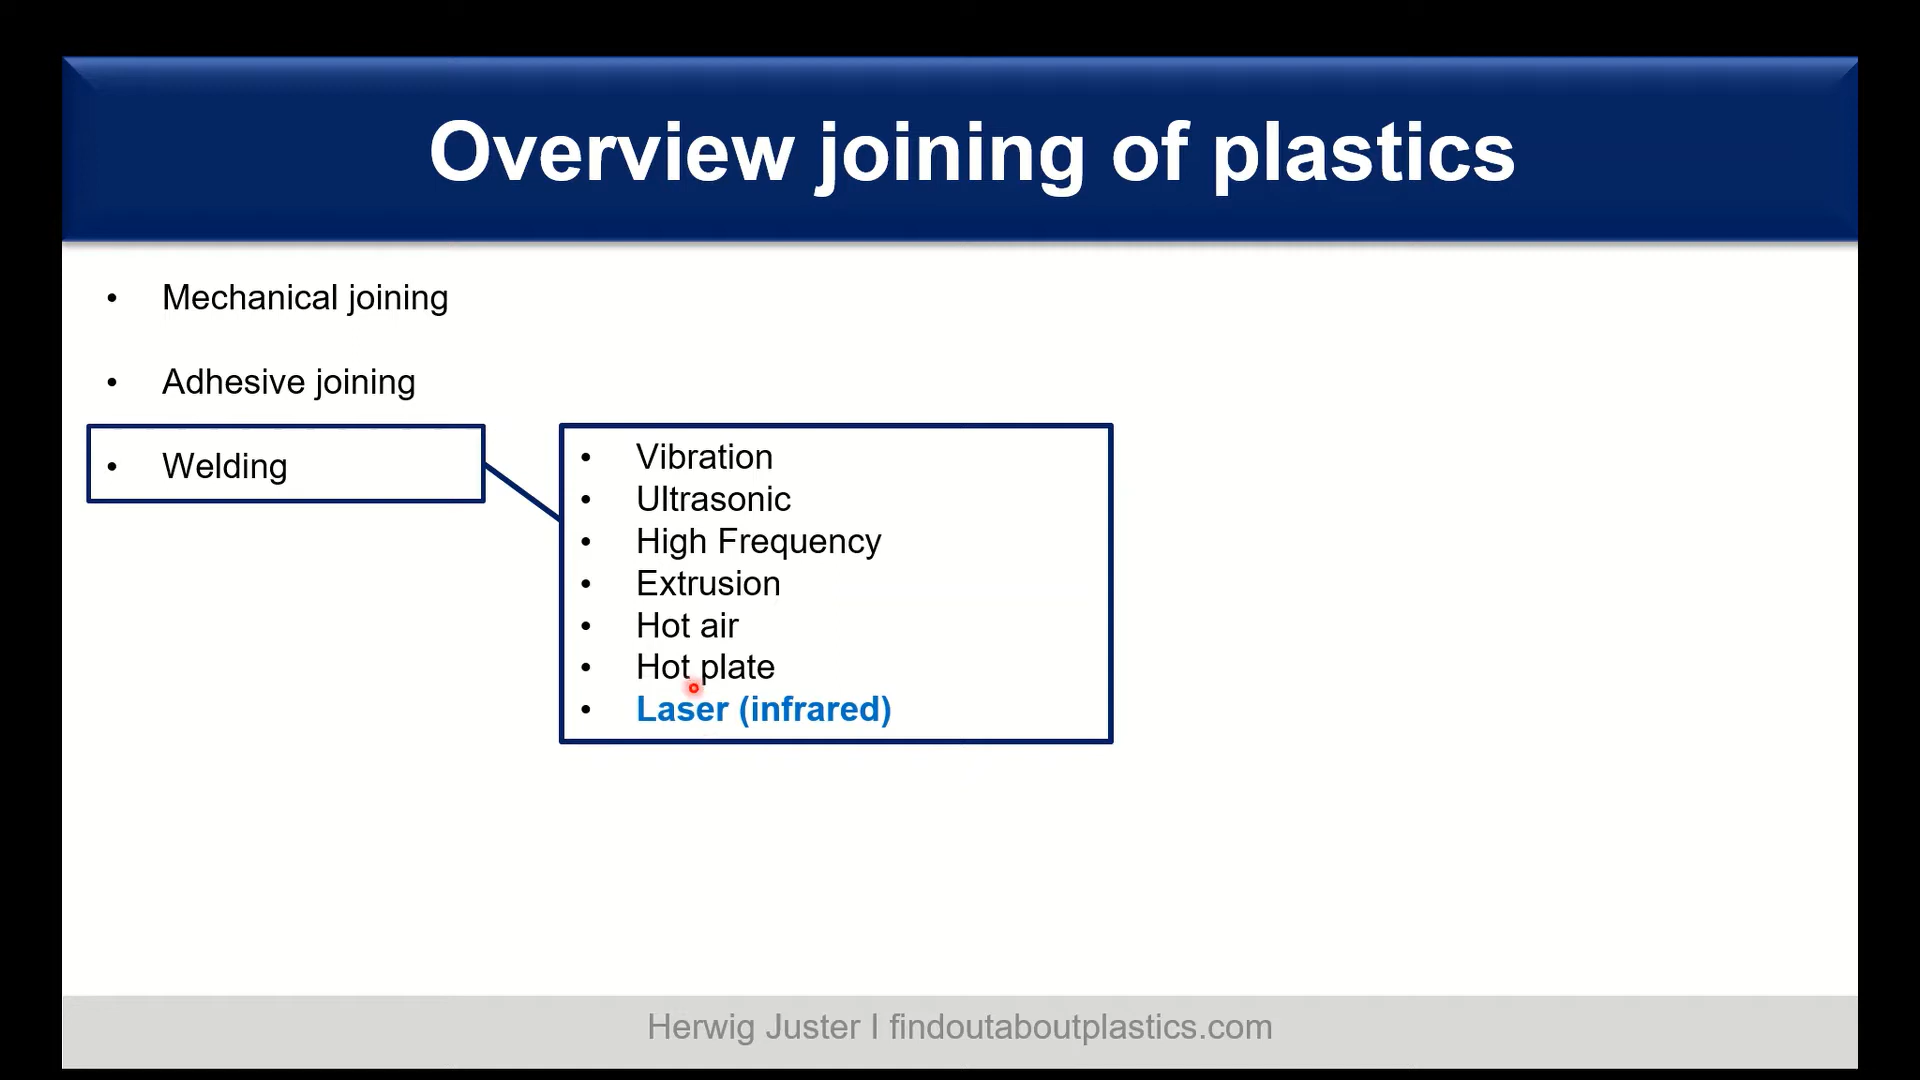 Overview joining of plastics
• Mechanical joining
• Adhesive joining
• Welding
• Vibration
• Ultrasonic
• High Frequency
• Extrusion
• Hot air
• Hot plate
• Laser (infrared)
Herwig Juster I findoutaboutplastics.com